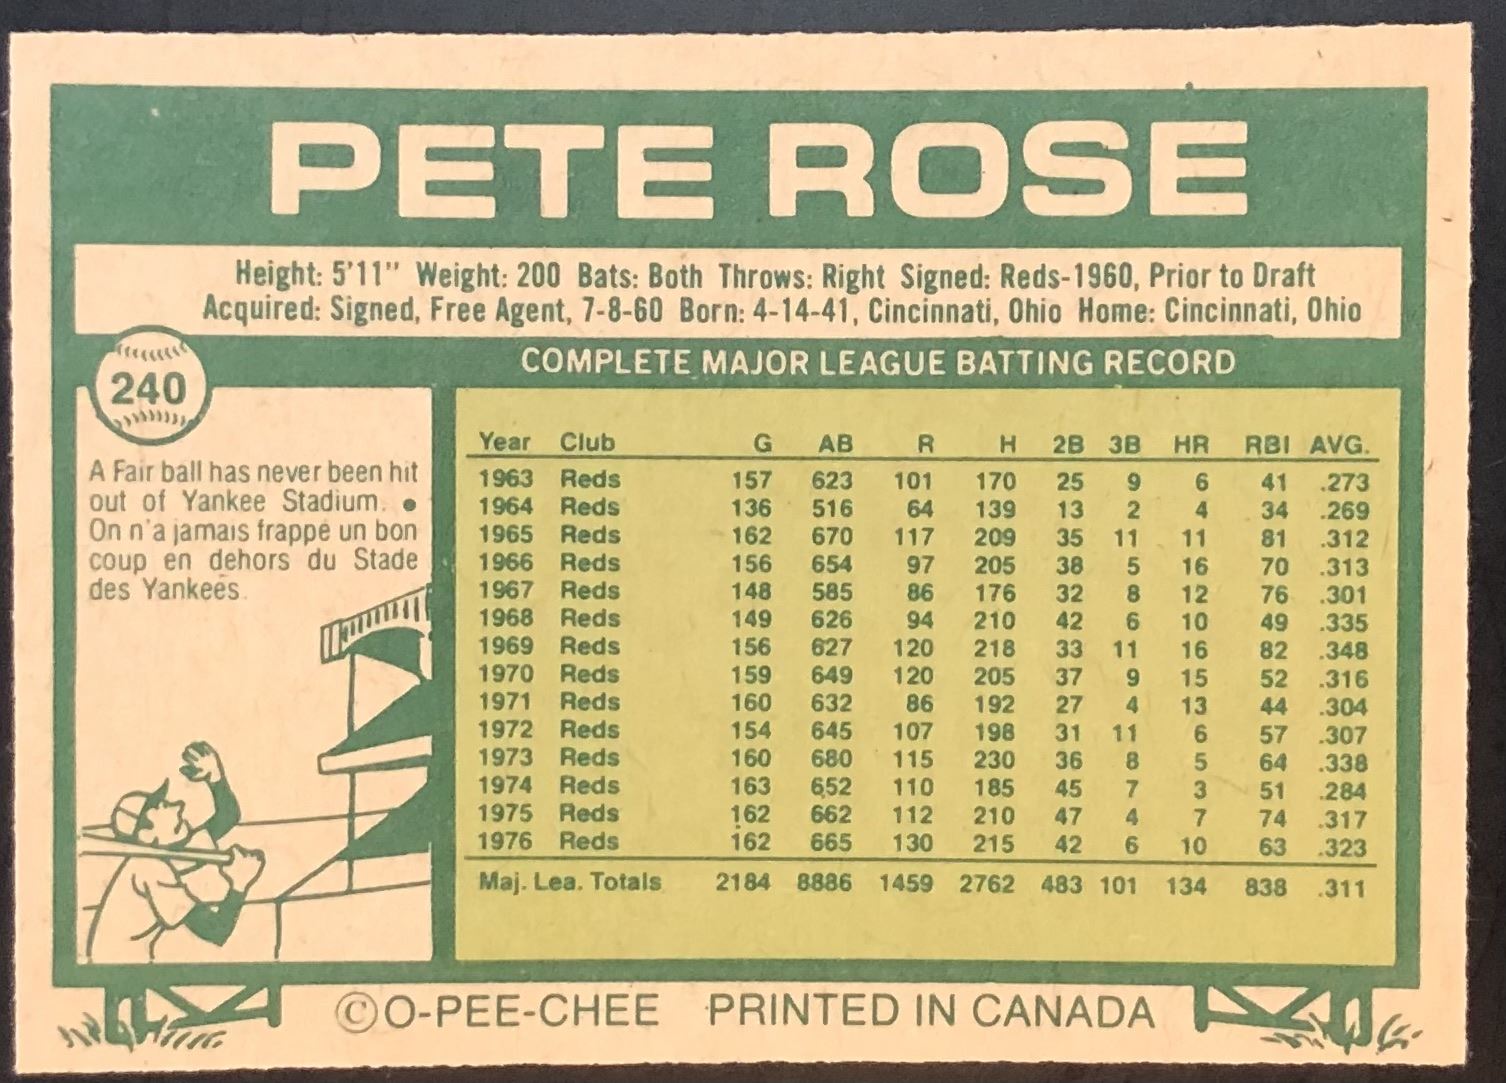 PETE ROSE
Height: 5'11" Weight: 200 Bats: Both Throws: Right Signed: Reds-1960, Prior to Draft
Acquired: Signed, Free Agent, 7-8-60 Born: 4-14-41, Cincinnati, Ohio Home: Cincinnati, Ohio
240
A Fair ball has never been hit
out of Yankee Stadium. •
On n'a jamais frappé un bon
coup en dehors du Stade
des Yankees.
COMPLETE MAJOR LEAGUE BATTING RECORD
Year Club G AB R H 2B 3B HR RBI AVG.
1963 Reds 157 623 101 170 25 9 6 41 .273
1964 Reds 136 516 64 139 13 2 4 34 .269
1965 Reds 162 670 117 209 35 11 11 81 .312
1966 Reds 156 654 97 205 38 5 16 70 .313
1967 Reds 148 585 86 176 32 8 12 76 .301
1968 Reds 149 626 94 210 42 6 10 49 .335
1969 Reds 156 627 120 218 33 11 16 82 .348
1970 Reds 159 649 120 205 37 9 15 52 .316
1971 Reds 160 632 86 192 27 4 13 44 .304
1972 Reds 154 645 107 198 31 11 6 57 .307
1973 Reds 160 680 115 230 36 8 5 64 .338
1974 Reds 163 652 110 185 45 7 3 51 .284
1975 Reds 162 662 112 210 47 4 7 74 .317
1976 Reds 162 665 130 215 42 6 10 63 .323
Maj. Lea. Totals 2184 8886 1459 2762 483 101 134 838 .311
©O-PEE-CHEE PRINTED IN CANADA